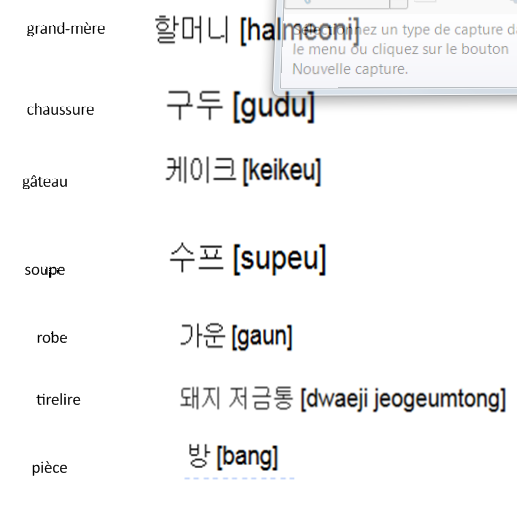 grand-mère 할머니 [halmeoni]
Sélectionnez un type de capture da
le menu ou cliquez sur le bouton
Nouvelle capture.
chaussure 구두 [gudu]
gâteau 케이크 [keikeu]
soupe 수프 [supeu]
robe 가운 [gaun]
tirelire 돼지 저금통 [dwaeji jeogeumtong]
pièce 방 [bang]